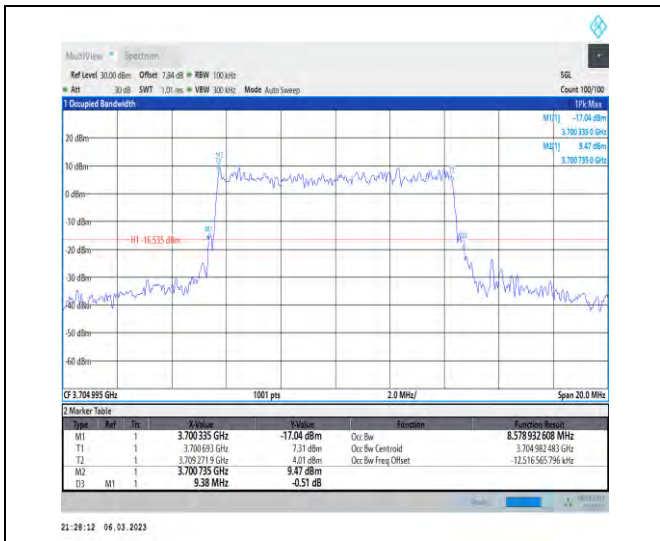 MultiView Spectrum
Ref Level 30.00 dBm Offset 7.84 dB RBW 100 kHz SGL
Att 30 dB SWT 1.01 ms VBW 300 kHz Mode Auto Sweep Count 100/100
1 Occupied Bandwidth 1Pk Max
M1[1] -17.04 dBm
3.700 335 0 GHz
M2[1] 9.47 dBm
3.700 735 0 GHz
20 dBm
M2
10 dBm
0 dBm
-10 dBm
M1
H1 -16.535 dBm
-20 dBm
-30 dBm
-40 dBm
-50 dBm
-60 dBm
CF 3.704 995 GHz 1001 pts 2.0 MHz/ Span 20.0 MHz
2 Marker Table
Type Ref Trc X-Value Y-Value Function Function Result
M1 1 3.700 335 GHz -17.04 dBm Occ Bw 8.578 932 608 MHz
T1 1 3.700 693 GHz 7.31 dBm Occ Bw Centroid 3.704 982 483 GHz
T2 1 3.709 271 9 GHz 4.01 dBm Occ Bw Freq Offset -12.516 565 796 kHz
M2 1 3.700 735 GHz 9.47 dBm
D3 M1 1 9.38 MHz -0.51 dB
21:28:12 06.03.2023